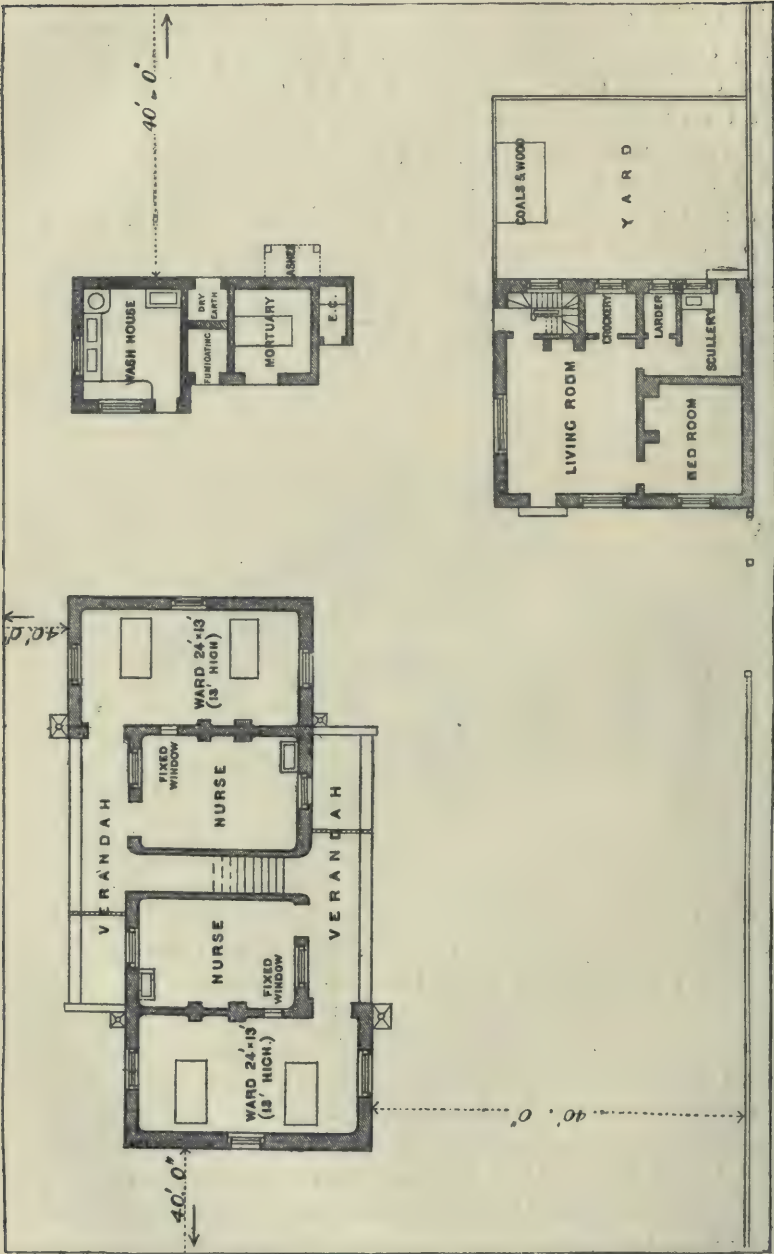 40'. 0"
WASH HOUSE
DRY
EARTH
FUMIGATING
MORTUARY
ASHES
E.C.
COALS & WOOD
YARD
CROCKERY
LARDER
SCULLERY
LIVING ROOM
BED ROOM
40'. 0"
WARD 24'×13'
(13' HIGH)
FIXED
WINDOW
NURSE
VERANDAH
VERANDAH
NURSE
FIXED
WINDOW
WARD 24'×13'
(13' HIGH.)
40'. 0"
40'. 0"